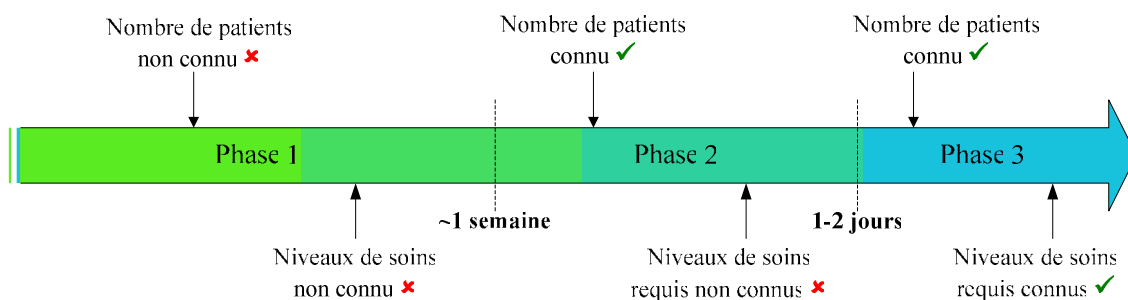 Nombre de patients
non connu ✘
Nombre de patients
connu ✓
Nombre de patients
connu ✓
Phase 1
Phase 2
Phase 3
~1 semaine
1-2 jours
Niveaux de soins
non connu ✘
Niveaux de soins
requis non connus ✘
Niveaux de soins
requis connus ✓